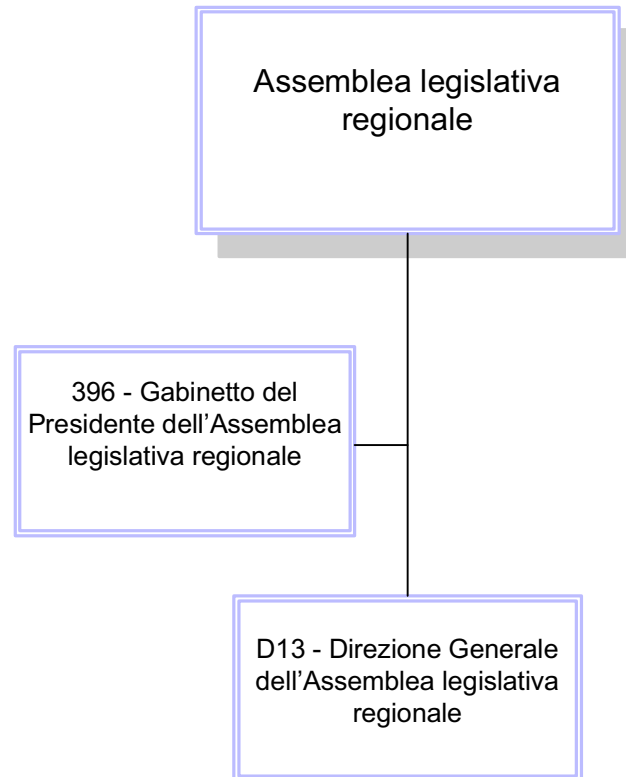 Assemblea legislativa
regionale
396 - Gabinetto del
Presidente dell’Assemblea
legislativa regionale
D13 - Direzione Generale
dell’Assemblea legislativa
regionale